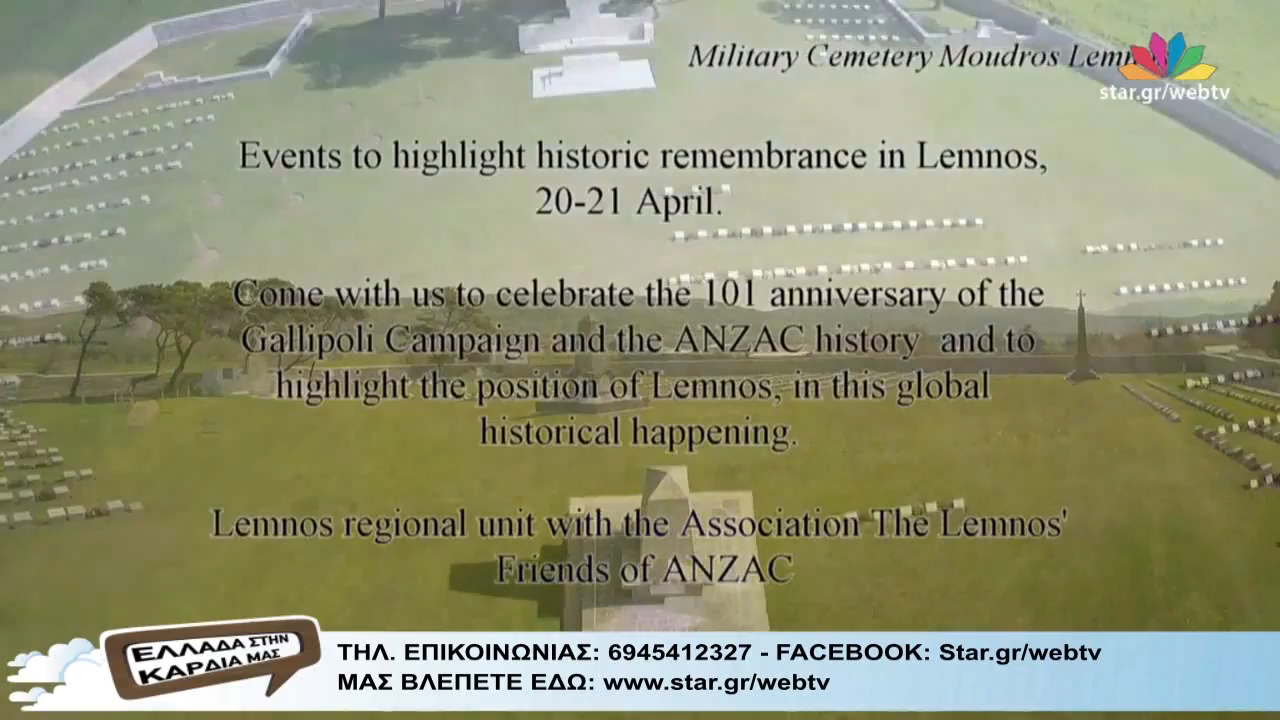 Military Cemetery Moudros Lemnos
star.gr/webtv
Events to highlight historic remembrance in Lemnos,
20-21 April.
Come with us to celebrate the 101 anniversary of the
Gallipoli Campaign and the ANZAC history and to
highlight the position of Lemnos, in this global
historical happening.
Lemnos regional unit with the Association The Lemnos'
Friends of ANZAC
ΕΛΛΑΔΑ ΣΤΗΝ
ΚΑΡΔΙΑ ΜΑΣ
ΤΗΛ. ΕΠΙΚΟΙΝΩΝΙΑΣ: 6945412327 - FACEBOOK: Star.gr/webtv
ΜΑΣ ΒΛΕΠΕΤΕ ΕΔΩ: www.star.gr/webtv